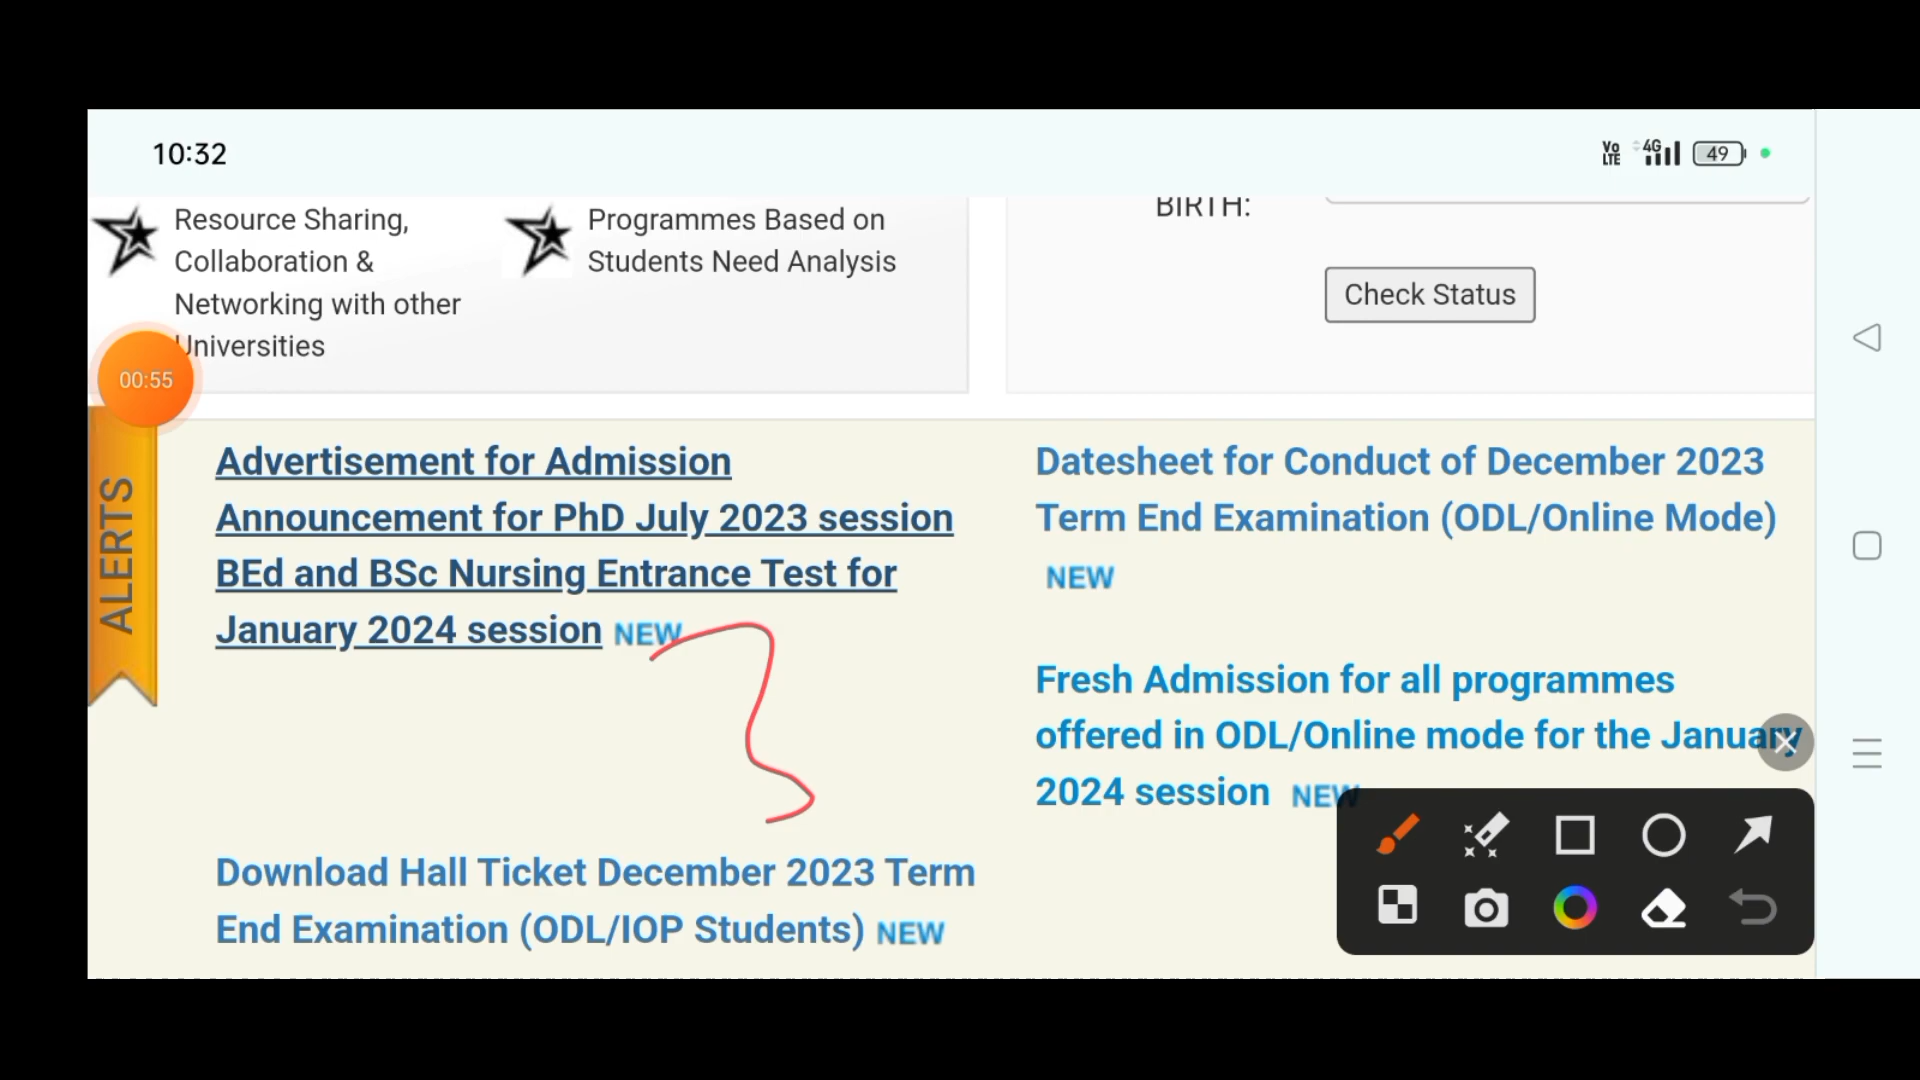 10:32
Vo LTE 4G 49
Resource Sharing,
Collaboration &
Networking with other
Universities
Programmes Based on
Students Need Analysis
BIRTH:
Check Status
00:55
ALERTS
Advertisement for Admission
Announcement for PhD July 2023 session
BEd and BSc Nursing Entrance Test for
January 2024 session NEW
Download Hall Ticket December 2023 Term
End Examination (ODL/IOP Students) NEW
Datesheet for Conduct of December 2023
Term End Examination (ODL/Online Mode)
NEW
Fresh Admission for all programmes
offered in ODL/Online mode for the January
2024 session NEW